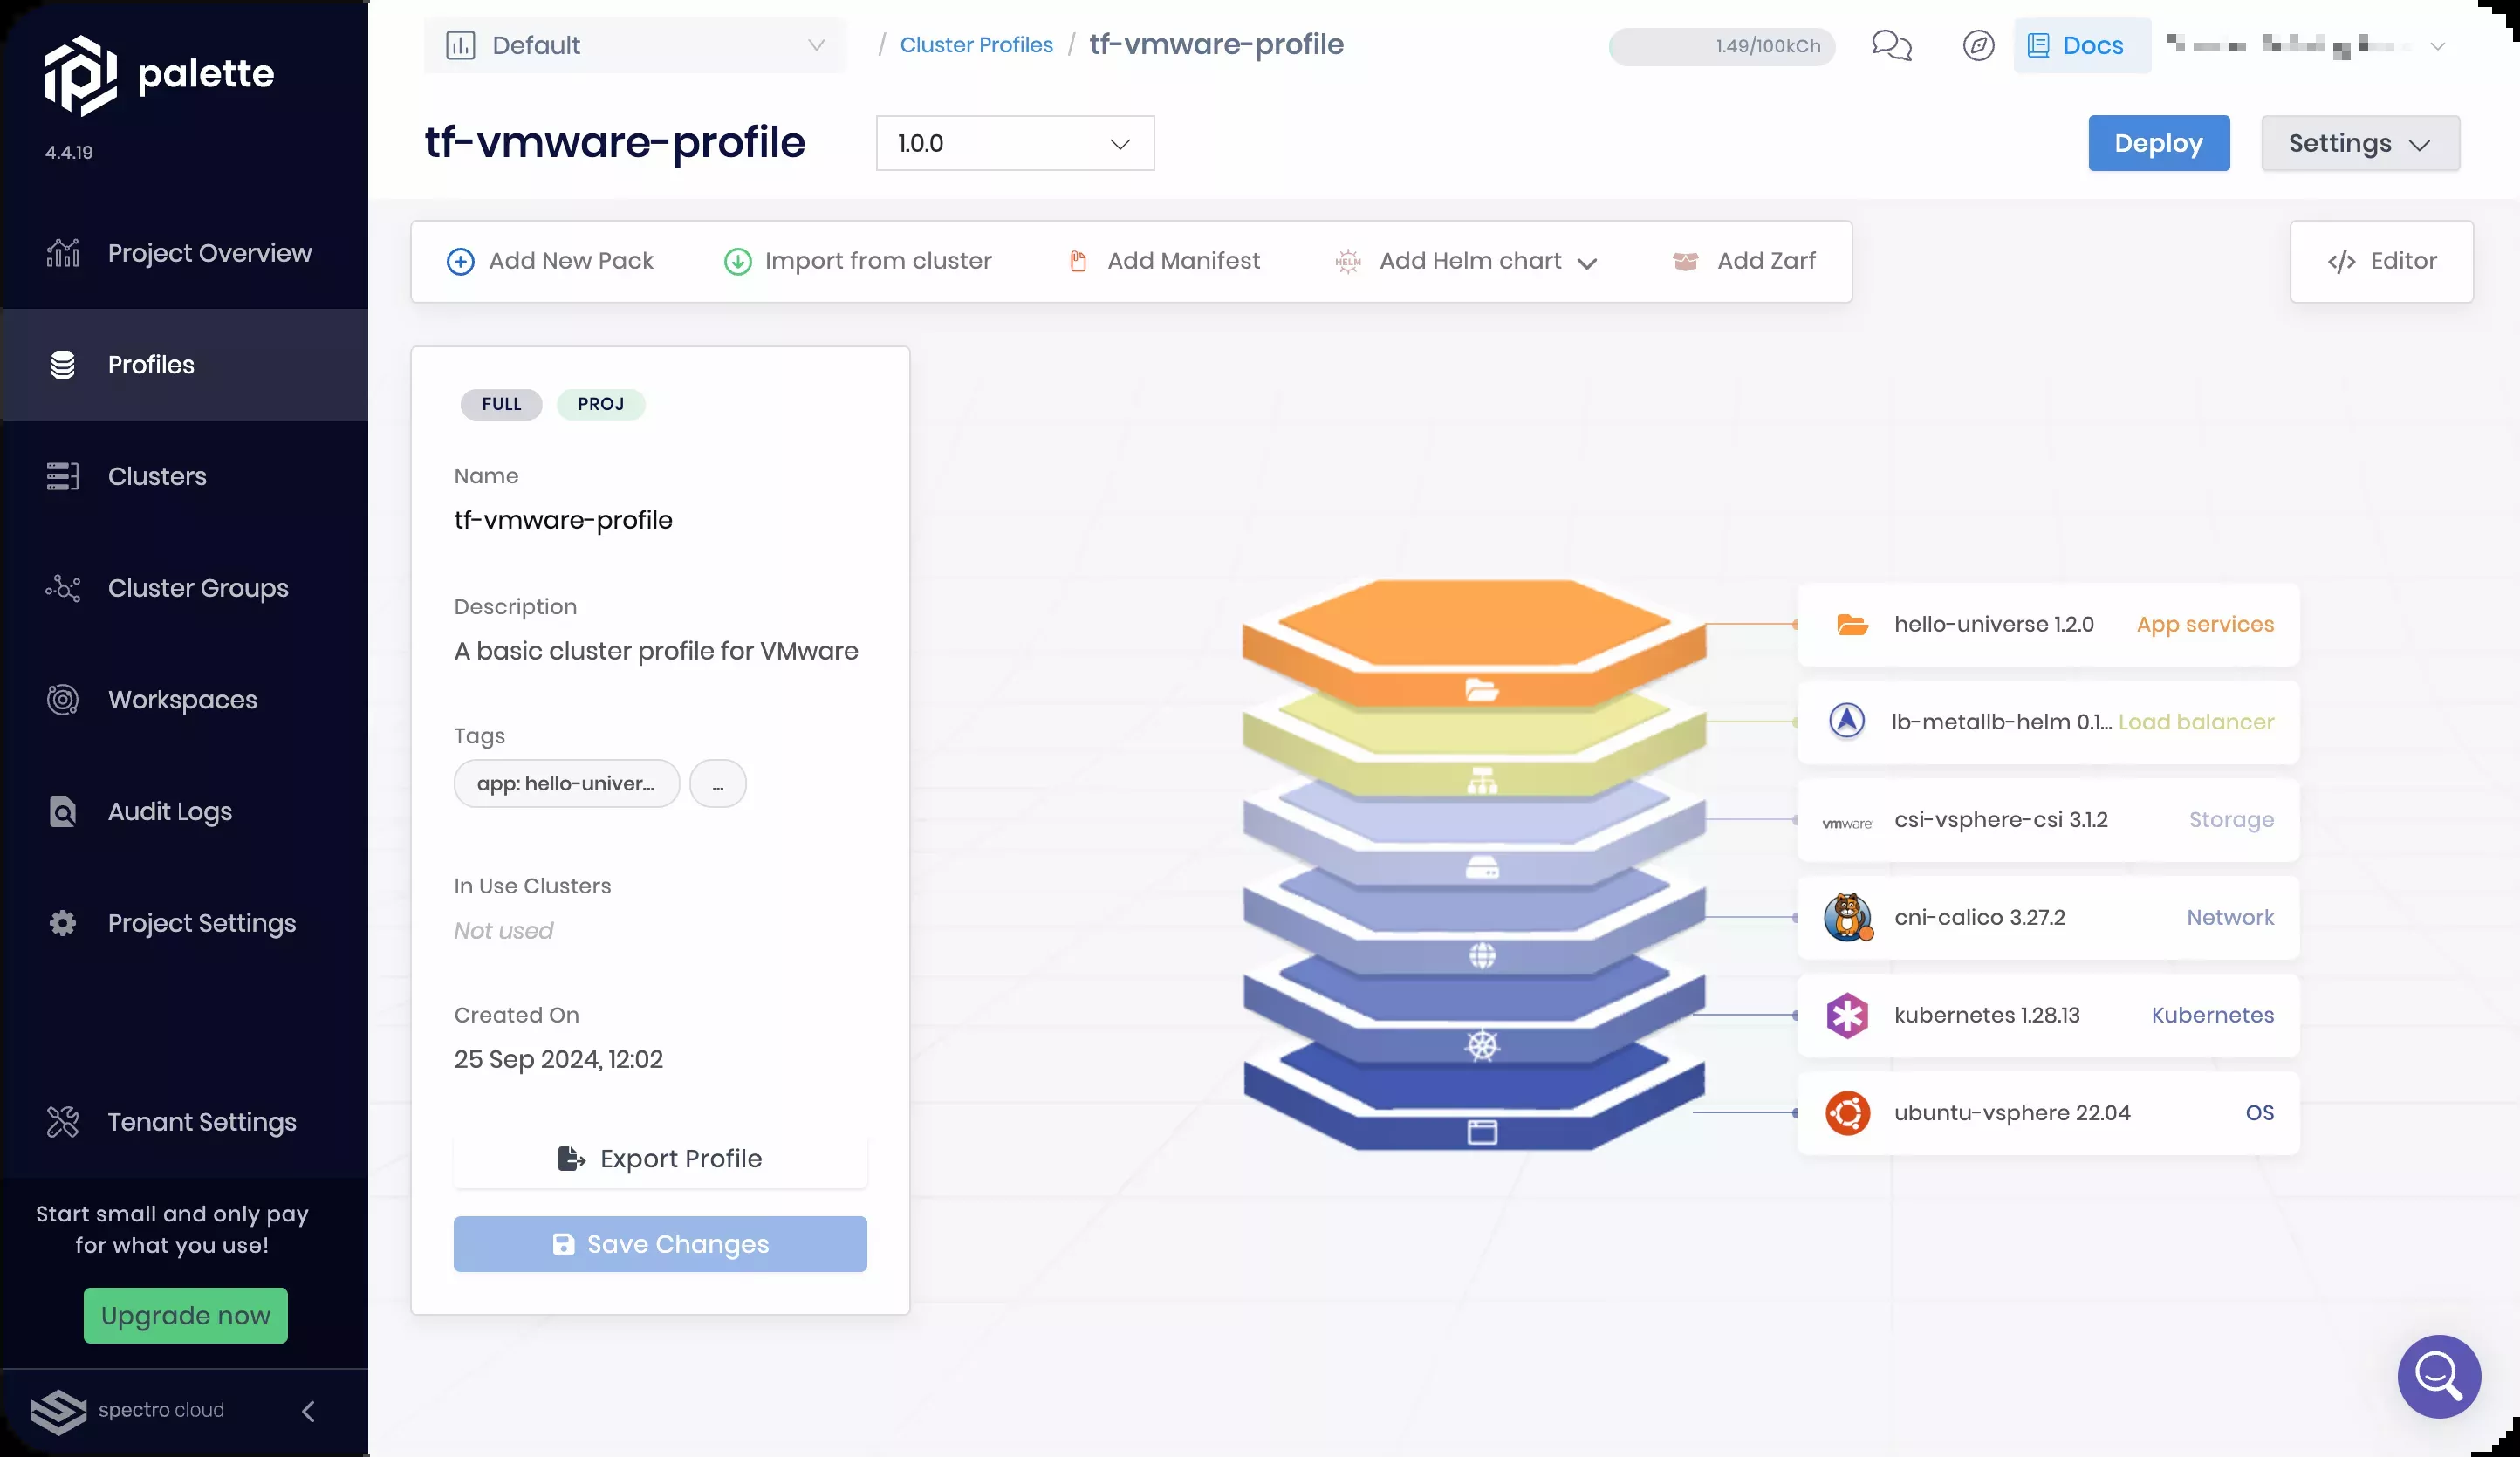 palette
4.4.19
Project Overview
Profiles
Clusters
Cluster Groups
Workspaces
Audit Logs
Project Settings
Tenant Settings
Start small and only pay
for what you use!
Upgrade now
spectro cloud
Default
/ Cluster Profiles / tf-vmware-profile
1.49/100kCh
Docs
tf-vmware-profile
1.0.0
Deploy
Settings
Add New Pack
Import from cluster
Add Manifest
HELM
Add Helm chart
Add Zarf
</> Editor
FULL
PROJ
Name
tf-vmware-profile
Description
A basic cluster profile for VMware
Tags
app: hello-univer...
...
In Use Clusters
Not used
Created On
25 Sep 2024, 12:02
Export Profile
Save Changes
hello-universe 1.2.0 App services
lb-metallb-helm 0.1... Load balancer
vmware csi-vsphere-csi 3.1.2 Storage
cni-calico 3.27.2 Network
kubernetes 1.28.13 Kubernetes
ubuntu-vsphere 22.04 OS